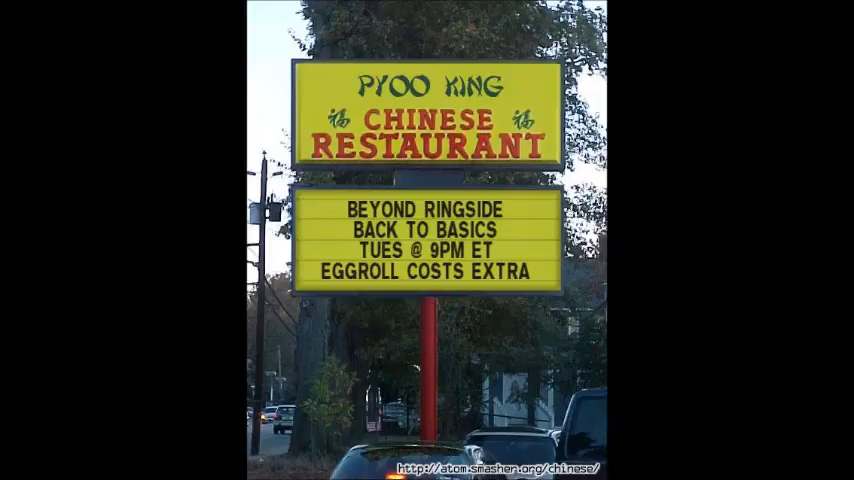 PYOO KING
福 CHINESE 福
RESTAURANT
BEYOND RINGSIDE
BACK TO BASICS
TUES @ 9PM ET
EGGROLL COSTS EXTRA
http://atom.smasher.org/chinese/